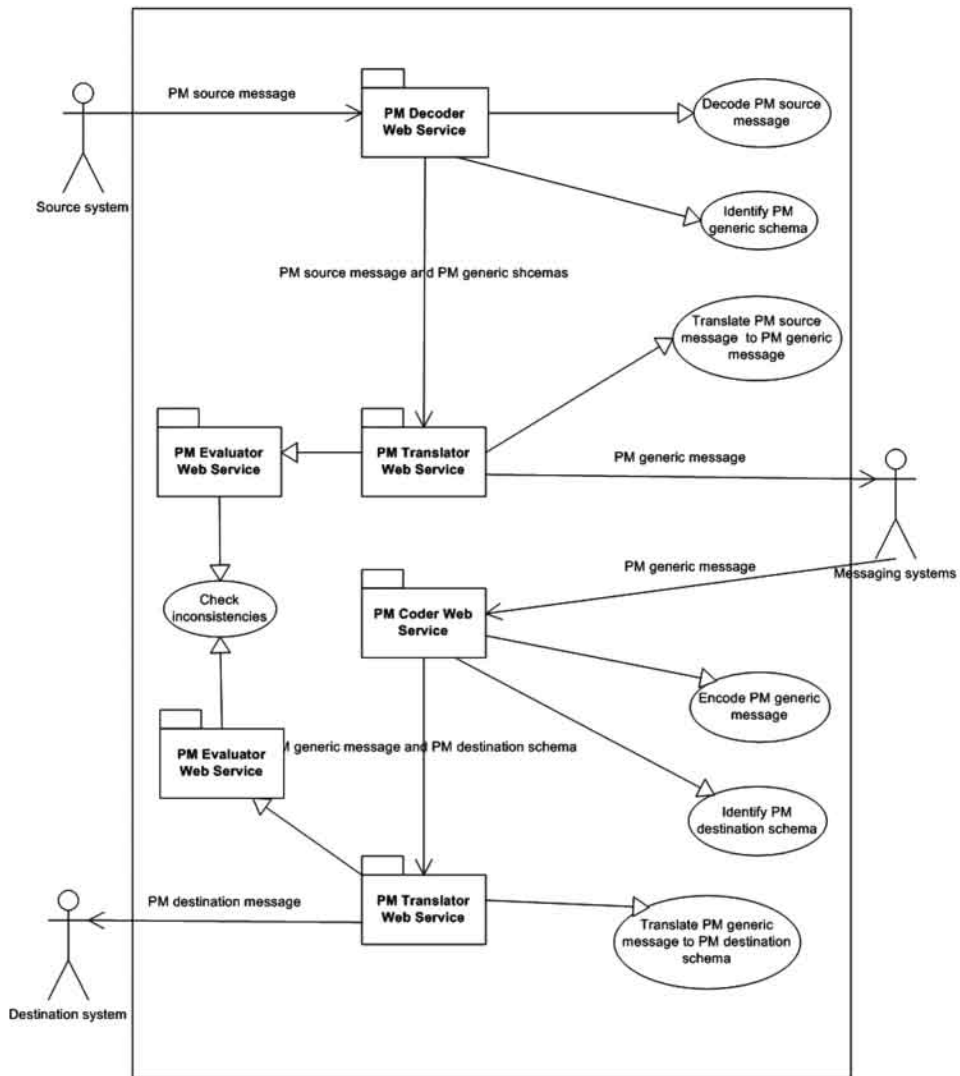 PM source message
PM Decoder
Web Service
Decode PM source
message
Source system
Identify PM
generic schema
PM source message and PM generic shcemas
Translate PM source
message to PM generic
message
PM Evaluator
Web Service
PM Translator
Web Service
PM generic message
PM generic message
Messaging systems
Check
inconsistencies
PM Coder Web
Service
Encode PM generic
message
PM Evaluator
Web Service
M generic message and PM destination schema
Identify PM
destination schema
PM destination message
PM Translator
Web Service
Translate PM generic
message to PM destination
schema
Destination system